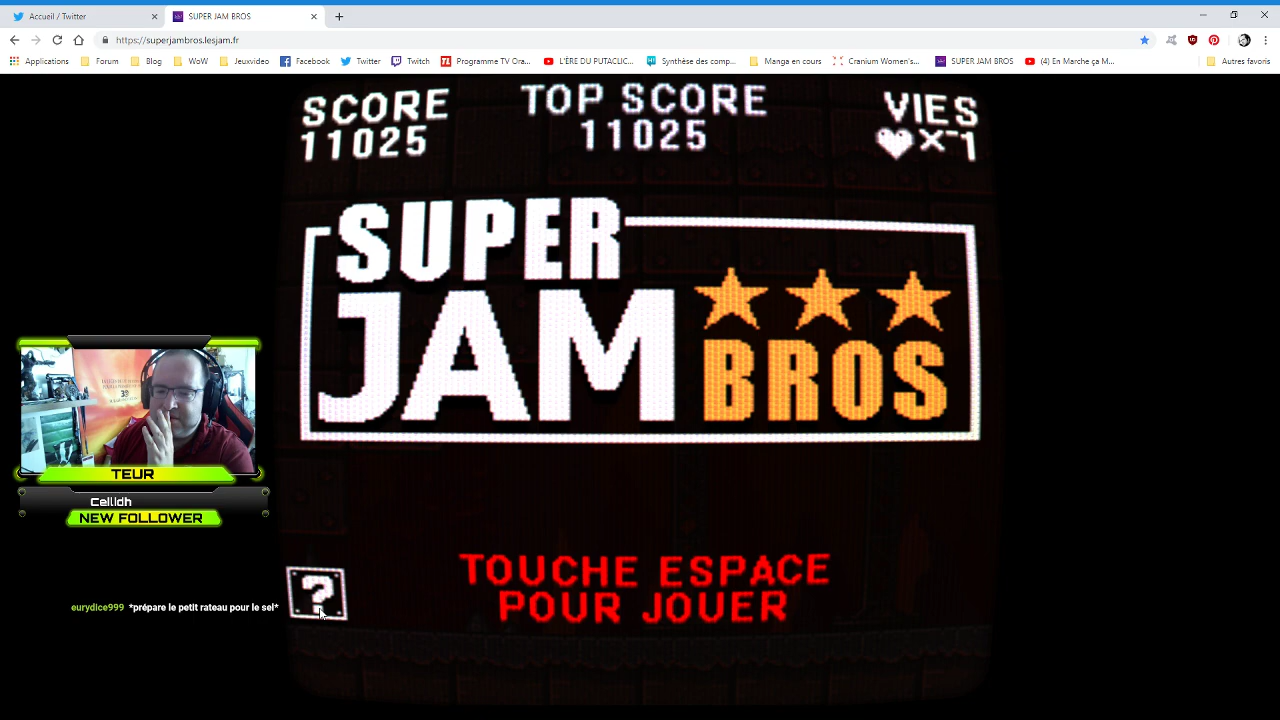 Accueil / Twitter
SUPER JAM BROS
https://superjambros.lesjam.fr
Applications
Forum
Blog
WoW
Jeuxvideo
Facebook
Twitter
Twitch
Programme TV Ora...
L'ÈRE DU PUTACLIC...
Synthèse des comp...
Manga en cours
Cranium Women's...
SUPER JAM BROS
(4) En Marche ça M...
Autres favoris
SCORE
11025
TOP SCORE
11025
VIES
X-1
SUPER
JAM
BROS
TEUR
Ceilidh
NEW FOLLOWER
TOUCHE ESPACE
POUR JOUER
?
eurydice999 *prépare le petit rateau pour le sel*